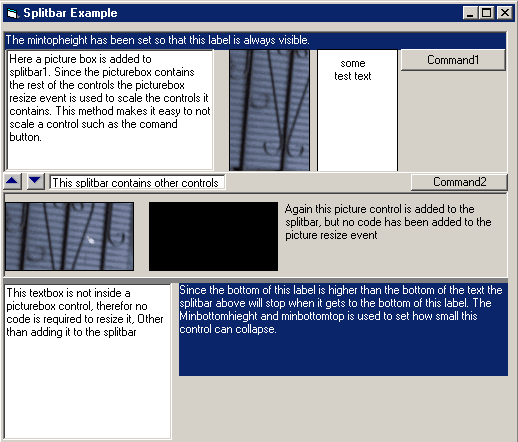 Splitbar Example
The mintopheight has been set so that this label is always visible.
Here a picture box is added to
splitbar1. Since the picturebox contains
the rest of the controls the picturebox
resize event is used to scale the controls it
contains. This method makes it easy to not
scale a control such as the comand
button.
some
test text
Command1
This splitbar contains other controls
Command2
Again this picture control is added to the
splitbar, but no code has been added to the
picture resize event
This textbox is not inside a
picturebox control, therefor no
code is required to resize it, Other
than adding it to the splitbar
Since the bottom of this label is higher than the bottom of the text the
splitbar above will stop when it gets to the bottom of this label. The
Minbottomhieght and minbottomtop is used to set how small this
control can collapse.